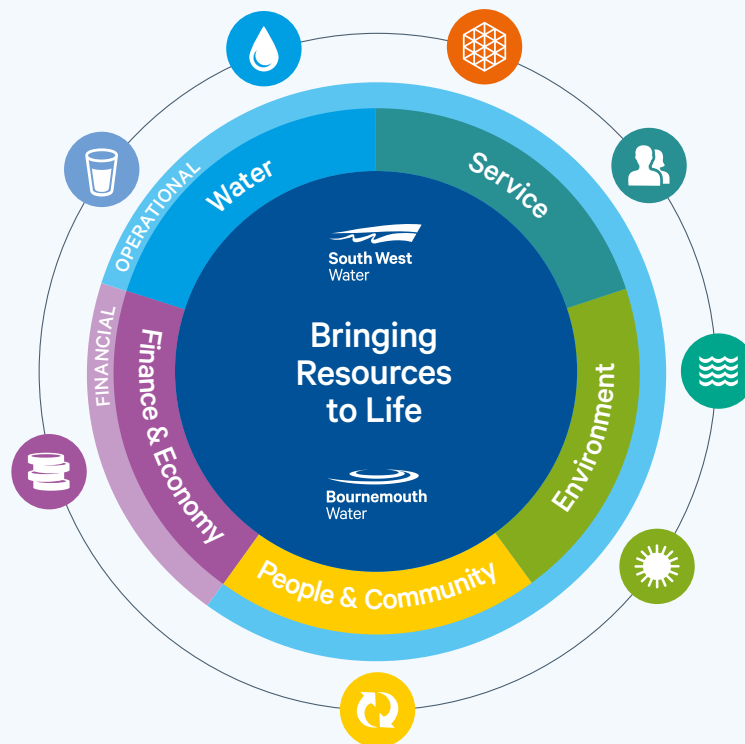 OPERATIONAL
FINANCIAL
Water
Service
Environment
People & Community
Finance & Economy
South West
Water
Bringing
Resources
to Life
Bournemouth
Water